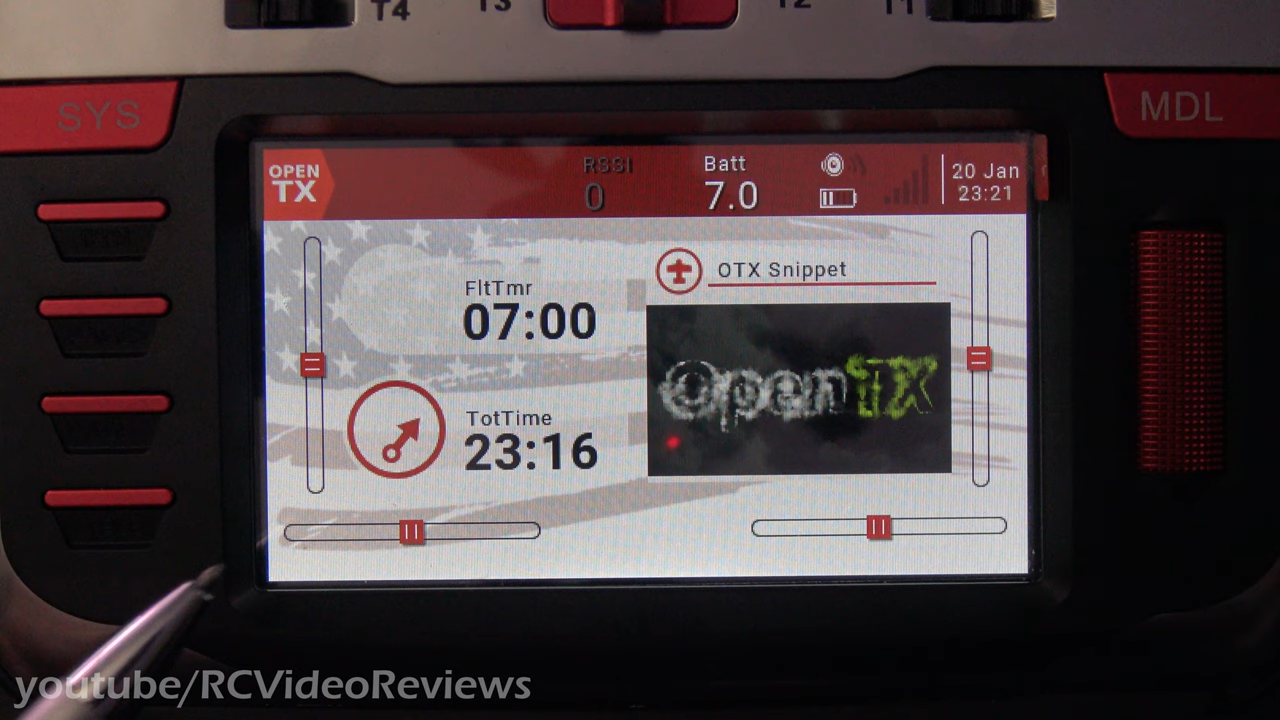 T4
T3
T2
T1
SYS
MDL
OPEN
TX
RSSI
0
Batt
7.0
20 Jan
23:21
FltTmr
07:00
OTX Snippet
OpenTX
TotTime
23:16
youtube/RCVideoReviews